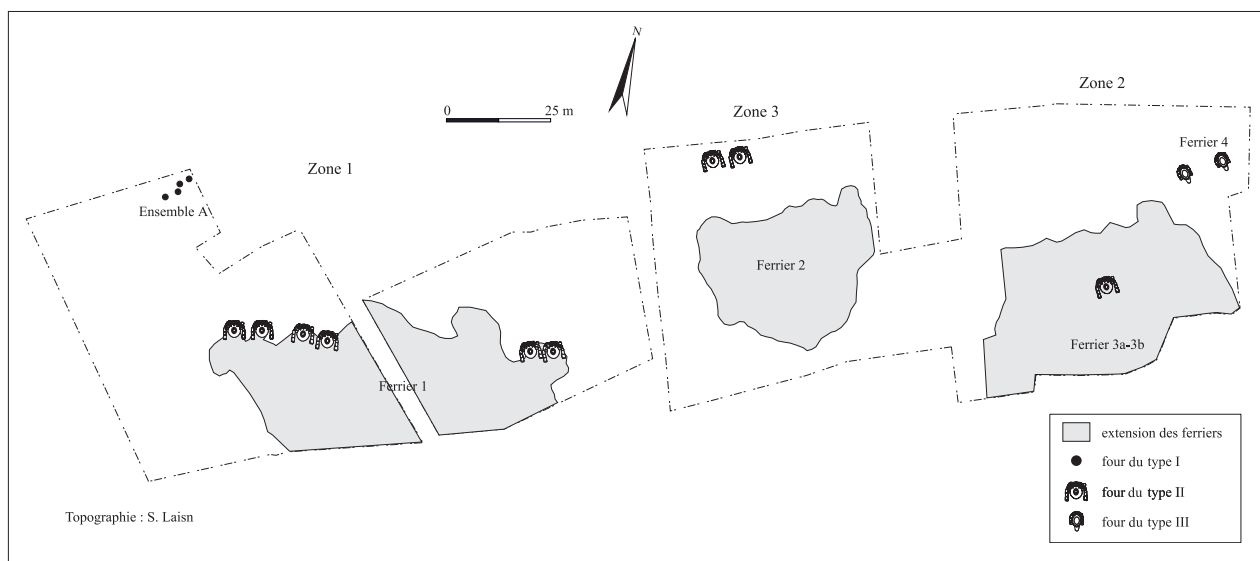 N
0 25 m
Zone 1
Zone 3
Zone 2
Ensemble A
Ferrier 4
Ferrier 2
Ferrier 1
Ferrier 3a-3b
extension des ferriers
four du type I
four du type II
four du type III
Topographie : S. Laisn